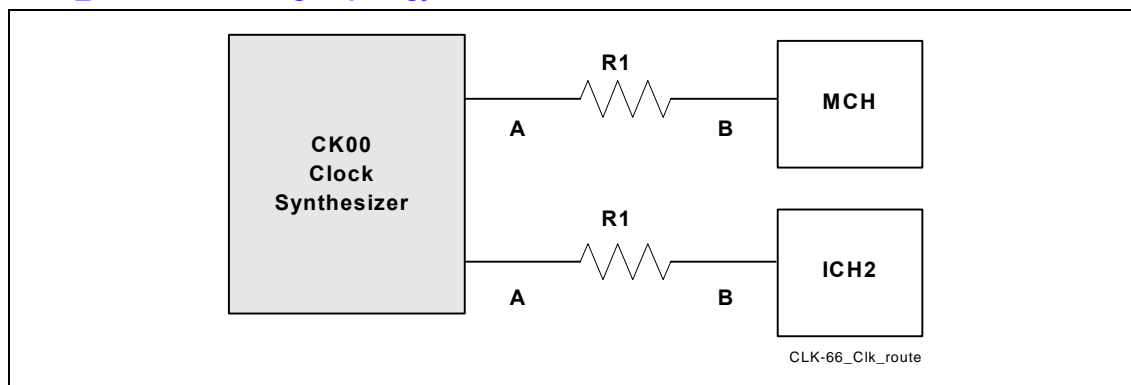 R1
MCH
A
B
CK00
Clock
Synthesizer
R1
ICH2
A
B
CLK-66_Clk_route